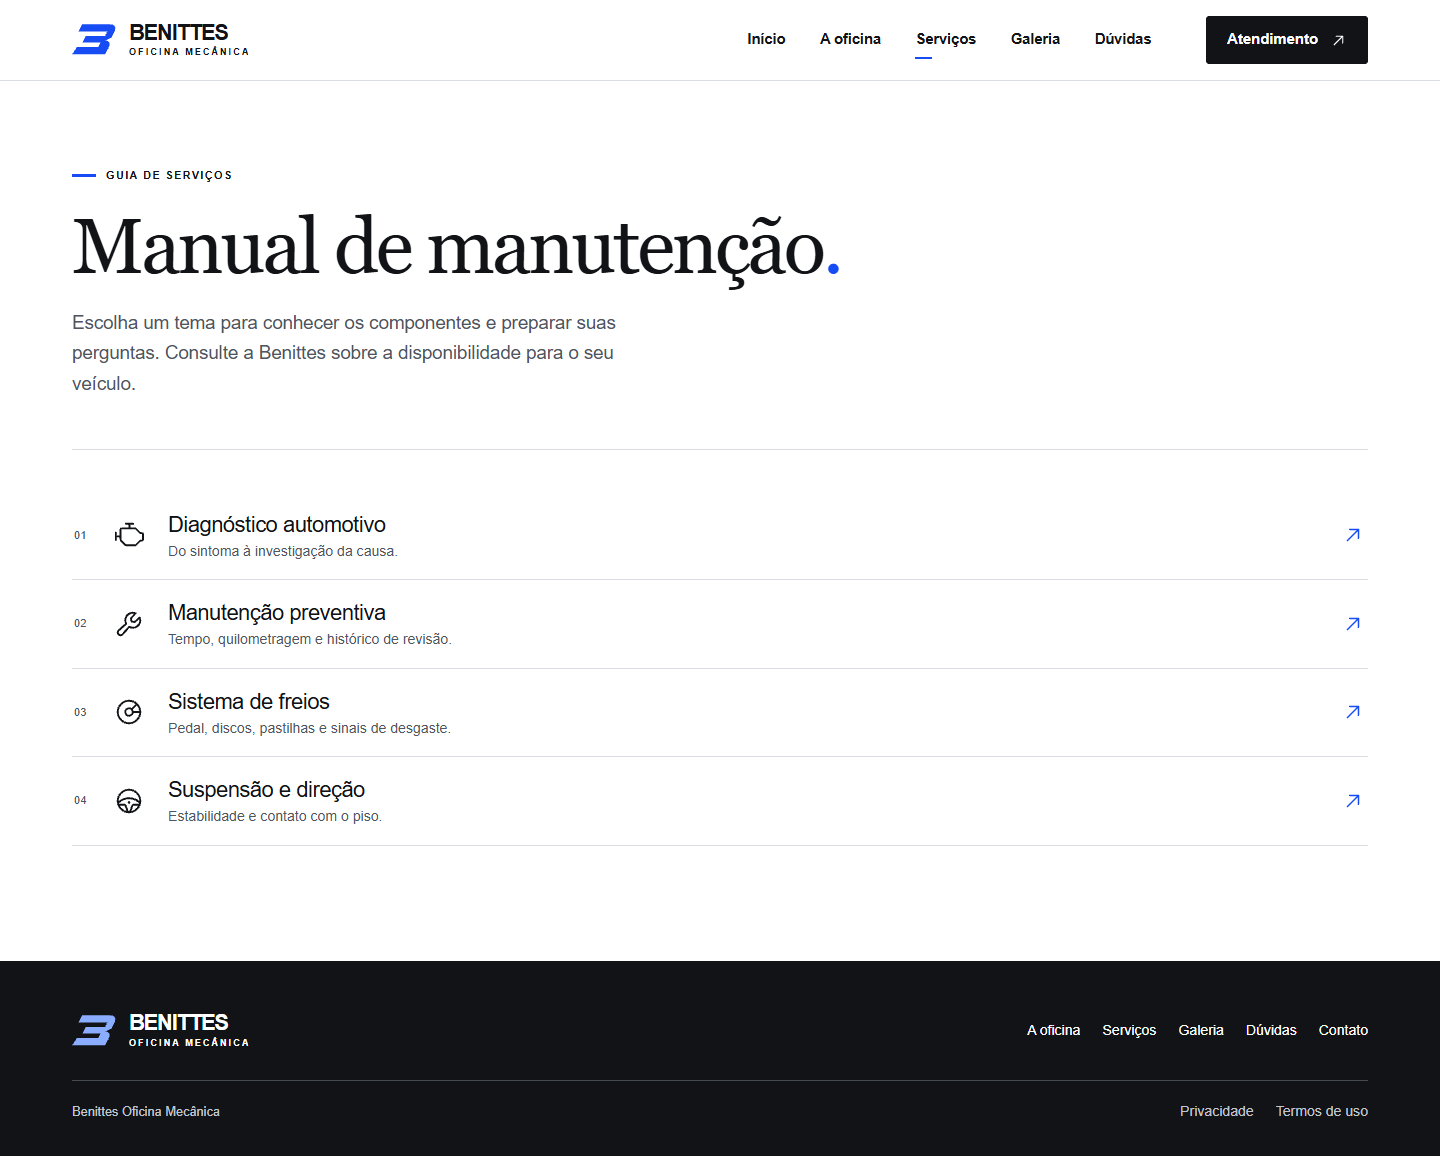 BENITTES
OFICINA MECÂNICA
Início
A oficina
Serviços
Galeria
Dúvidas
Atendimento
GUIA DE SERVIÇOS
Manual de manutenção.
Escolha um tema para conhecer os componentes e preparar suas
perguntas. Consulte a Benittes sobre a disponibilidade para o seu
veículo.
01
Diagnóstico automotivo
Do sintoma à investigação da causa.
02
Manutenção preventiva
Tempo, quilometragem e histórico de revisão.
03
Sistema de freios
Pedal, discos, pastilhas e sinais de desgaste.
04
Suspensão e direção
Estabilidade e contato com o piso.
BENITTES
OFICINA MECÂNICA
A oficina
Serviços
Galeria
Dúvidas
Contato
Benittes Oficina Mecânica
Privacidade
Termos de uso